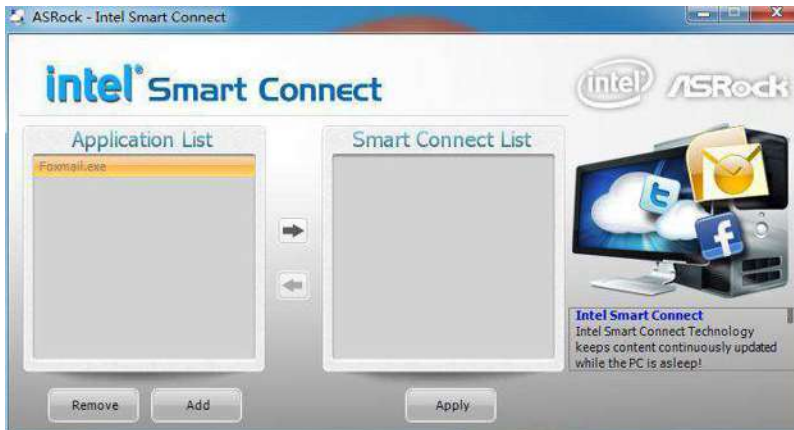 ASRock - Intel Smart Connect
intel Smart Connect
intel ASRock
Application List
Foxmail.exe
Smart Connect List
Intel Smart Connect
Intel Smart Connect Technology
keeps content continuously updated
while the PC is asleep!
Remove
Add
Apply